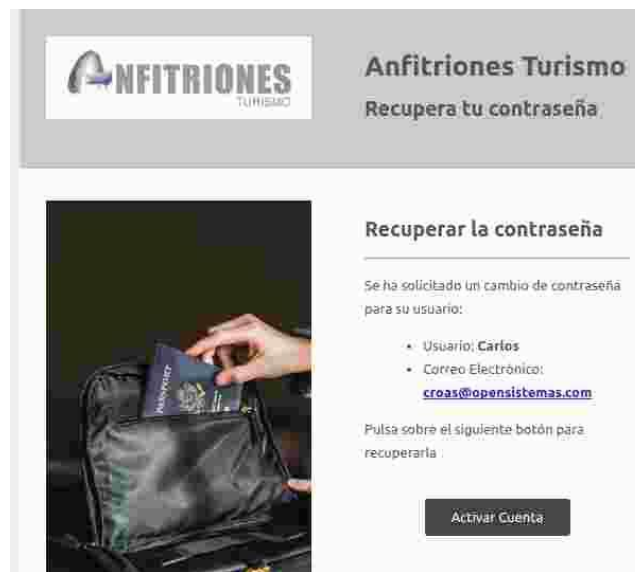 ANFITRIONES
TURISMO
Anfitriones Turismo
Recupera tu contraseña
PASSPORT
Recuperar la contraseña
Se ha solicitado un cambio de contraseña
para su usuario:
• Usuario: Carlos
• Correo Electrónico:
croas@opensistemas.com
Pulsa sobre el siguiente botón para
recuperarla
Activar Cuenta